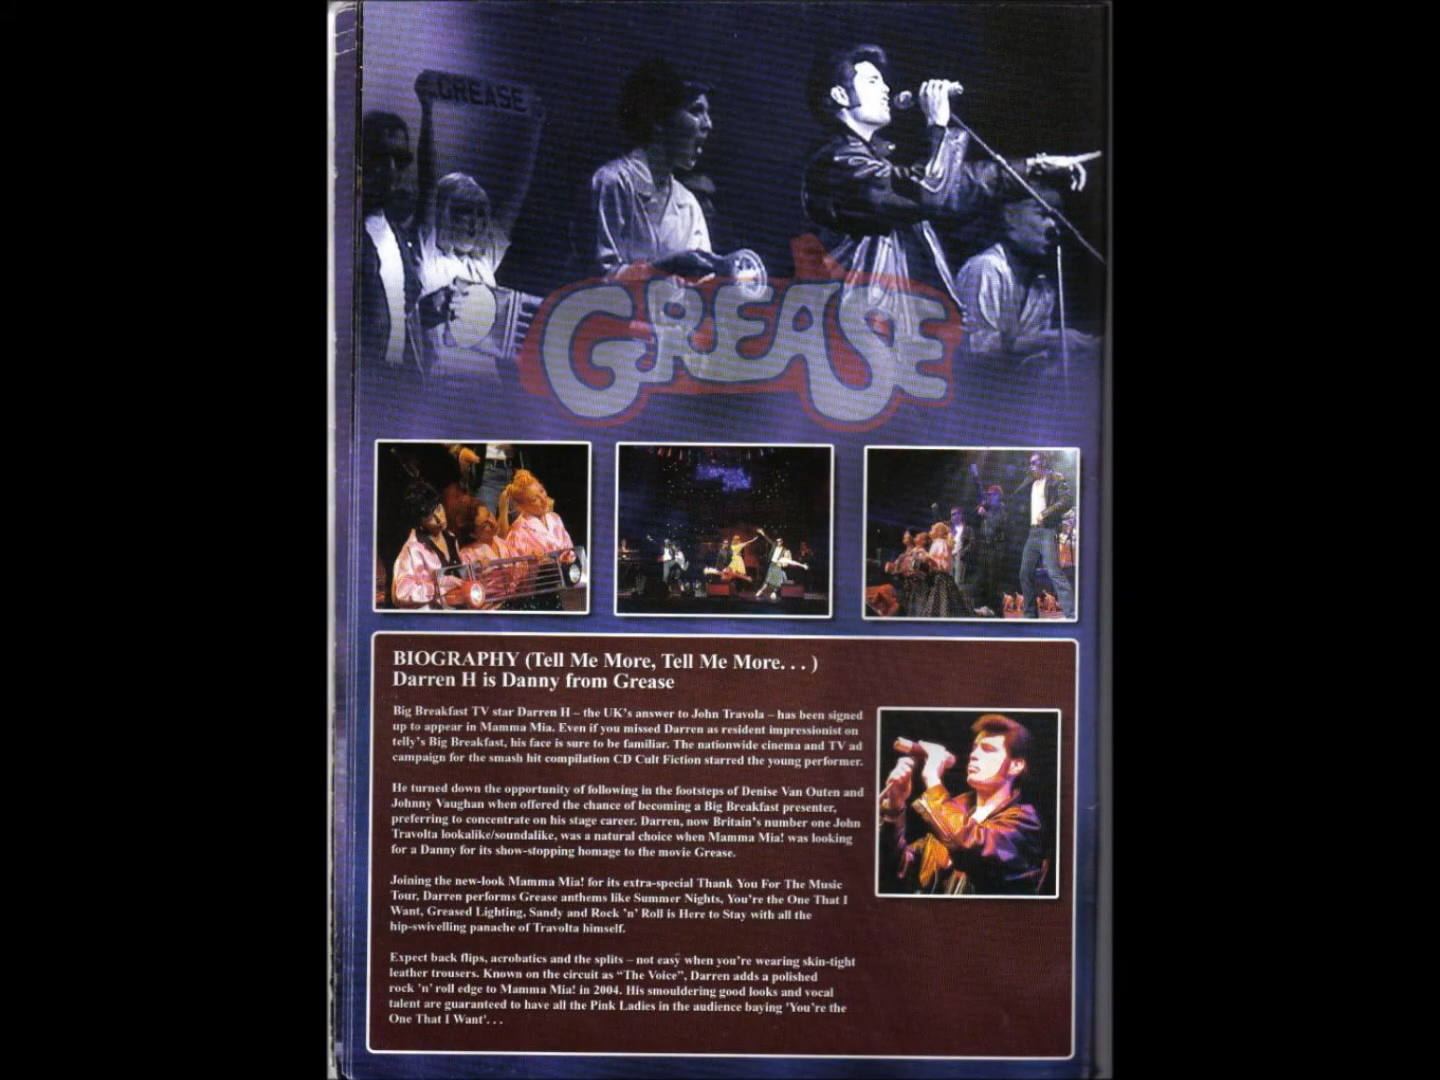 GREASE
GREASE
BIOGRAPHY (Tell Me More, Tell Me More. . . )
Darren H is Danny from Grease
Big Breakfast TV star Darren H – the UK's answer to John Travola – has been signed
up to appear in Mamma Mia. Even if you missed Darren as resident impressionist on
telly's Big Breakfast, his face is sure to be familiar. The nationwide cinema and TV ad
campaign for the smash hit compilation CD Cult Fiction starred the young performer.
He turned down the opportunity of following in the footsteps of Denise Van Outen and
Johnny Vaughan when offered the chance of becoming a Big Breakfast presenter,
preferring to concentrate on his stage career. Darren, now Britain's number one John
Travolta lookalike/soundalike, was a natural choice when Mamma Mia! was looking
for a Danny for its show-stopping homage to the movie Grease.
Joining the new-look Mamma Mia! for its extra-special Thank You For The Music
Tour, Darren performs Grease anthems like Summer Nights, You're the One That I
Want, Greased Lighting, Sandy and Rock 'n' Roll is Here to Stay with all the
hip-swivelling panache of Travolta himself.
Expect back flips, acrobatics and the splits – not easy when you're wearing skin-tight
leather trousers. Known on the circuit as “The Voice”, Darren adds a polished
rock 'n' roll edge to Mamma Mia! in 2004. His smouldering good looks and vocal
talent are guaranteed to have all the Pink Ladies in the audience baying 'You're the
One That I Want'. . .